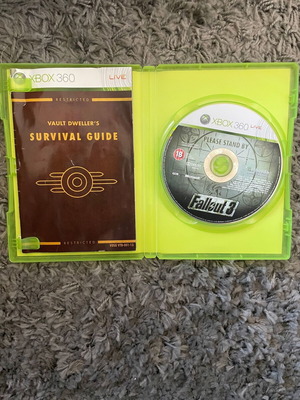 XBOX 360
LIVE
RESTRICTED
VAULT DWELLER'S
SURVIVAL GUIDE
RESTRICTED
XBOX 360
LIVE
PLEASE STAND BY
18
Fallout 3